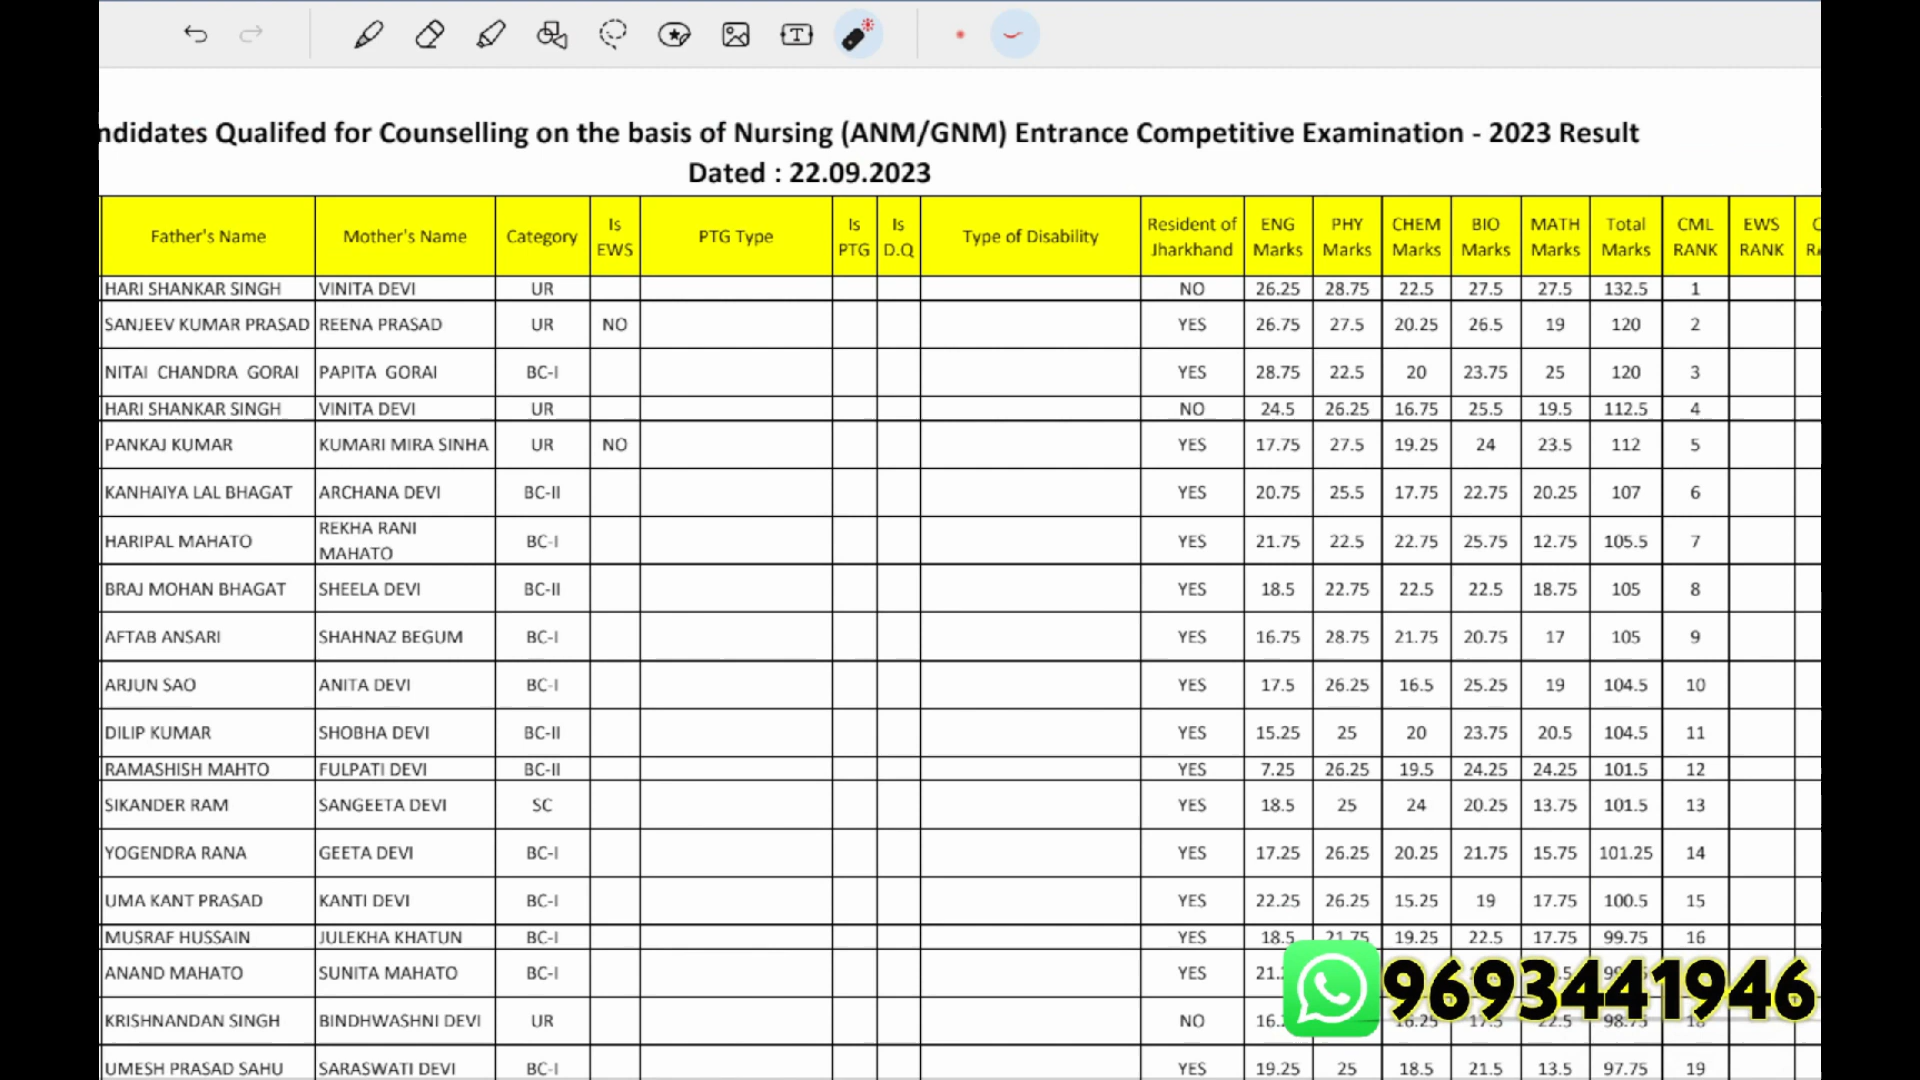 ndidates Qualifed for Counselling on the basis of Nursing (ANM/GNM) Entrance Competitive Examination - 2023 Result
Dated : 22.09.2023
Father's Name Mother's Name Category Is EWS PTG Type Is PTG Is D.Q Type of Disability Resident of Jharkhand ENG Marks PHY Marks CHEM Marks BIO Marks MATH Marks Total Marks CML RANK EWS RANK
HARI SHANKAR SINGH VINITA DEVI UR NO 26.25 28.75 22.5 27.5 27.5 132.5 1
SANJEEV KUMAR PRASAD REENA PRASAD UR NO YES 26.75 27.5 20.25 26.5 19 120 2
NITAI CHANDRA GORAI PAPITA GORAI BC-I YES 28.75 22.5 20 23.75 25 120 3
HARI SHANKAR SINGH VINITA DEVI UR NO 24.5 26.25 16.75 25.5 19.5 112.5 4
PANKAJ KUMAR KUMARI MIRA SINHA UR NO YES 17.75 27.5 19.25 24 23.5 112 5
KANHAIYA LAL BHAGAT ARCHANA DEVI BC-II YES 20.75 25.5 17.75 22.75 20.25 107 6
HARIPAL MAHATO REKHA RANI MAHATO BC-I YES 21.75 22.5 22.75 25.75 12.75 105.5 7
BRAJ MOHAN BHAGAT SHEELA DEVI BC-II YES 18.5 22.75 22.5 22.5 18.75 105 8
AFTAB ANSARI SHAHNAZ BEGUM BC-I YES 16.75 28.75 21.75 20.75 17 105 9
ARJUN SAO ANITA DEVI BC-I YES 17.5 26.25 16.5 25.25 19 104.5 10
DILIP KUMAR SHOBHA DEVI BC-II YES 15.25 25 20 23.75 20.5 104.5 11
RAMASHISH MAHTO FULPATI DEVI BC-II YES 7.25 26.25 19.5 24.25 24.25 101.5 12
SIKANDER RAM SANGEETA DEVI SC YES 18.5 25 24 20.25 13.75 101.5 13
YOGENDRA RANA GEETA DEVI BC-I YES 17.25 26.25 20.25 21.75 15.75 101.25 14
UMA KANT PRASAD KANTI DEVI BC-I YES 22.25 26.25 15.25 19 17.75 100.5 15
MUSRAF HUSSAIN JULEKHA KHATUN BC-I YES 18.5 21.75 19.25 22.5 17.75 99.75 16
ANAND MAHATO SUNITA MAHATO BC-I YES
9693441946
KRISHNANDAN SINGH BINDHWASHNI DEVI UR NO
UMESH PRASAD SAHU SARASWATI DEVI BC-I YES 19.25 25 18.5 21.5 13.5 97.75 19